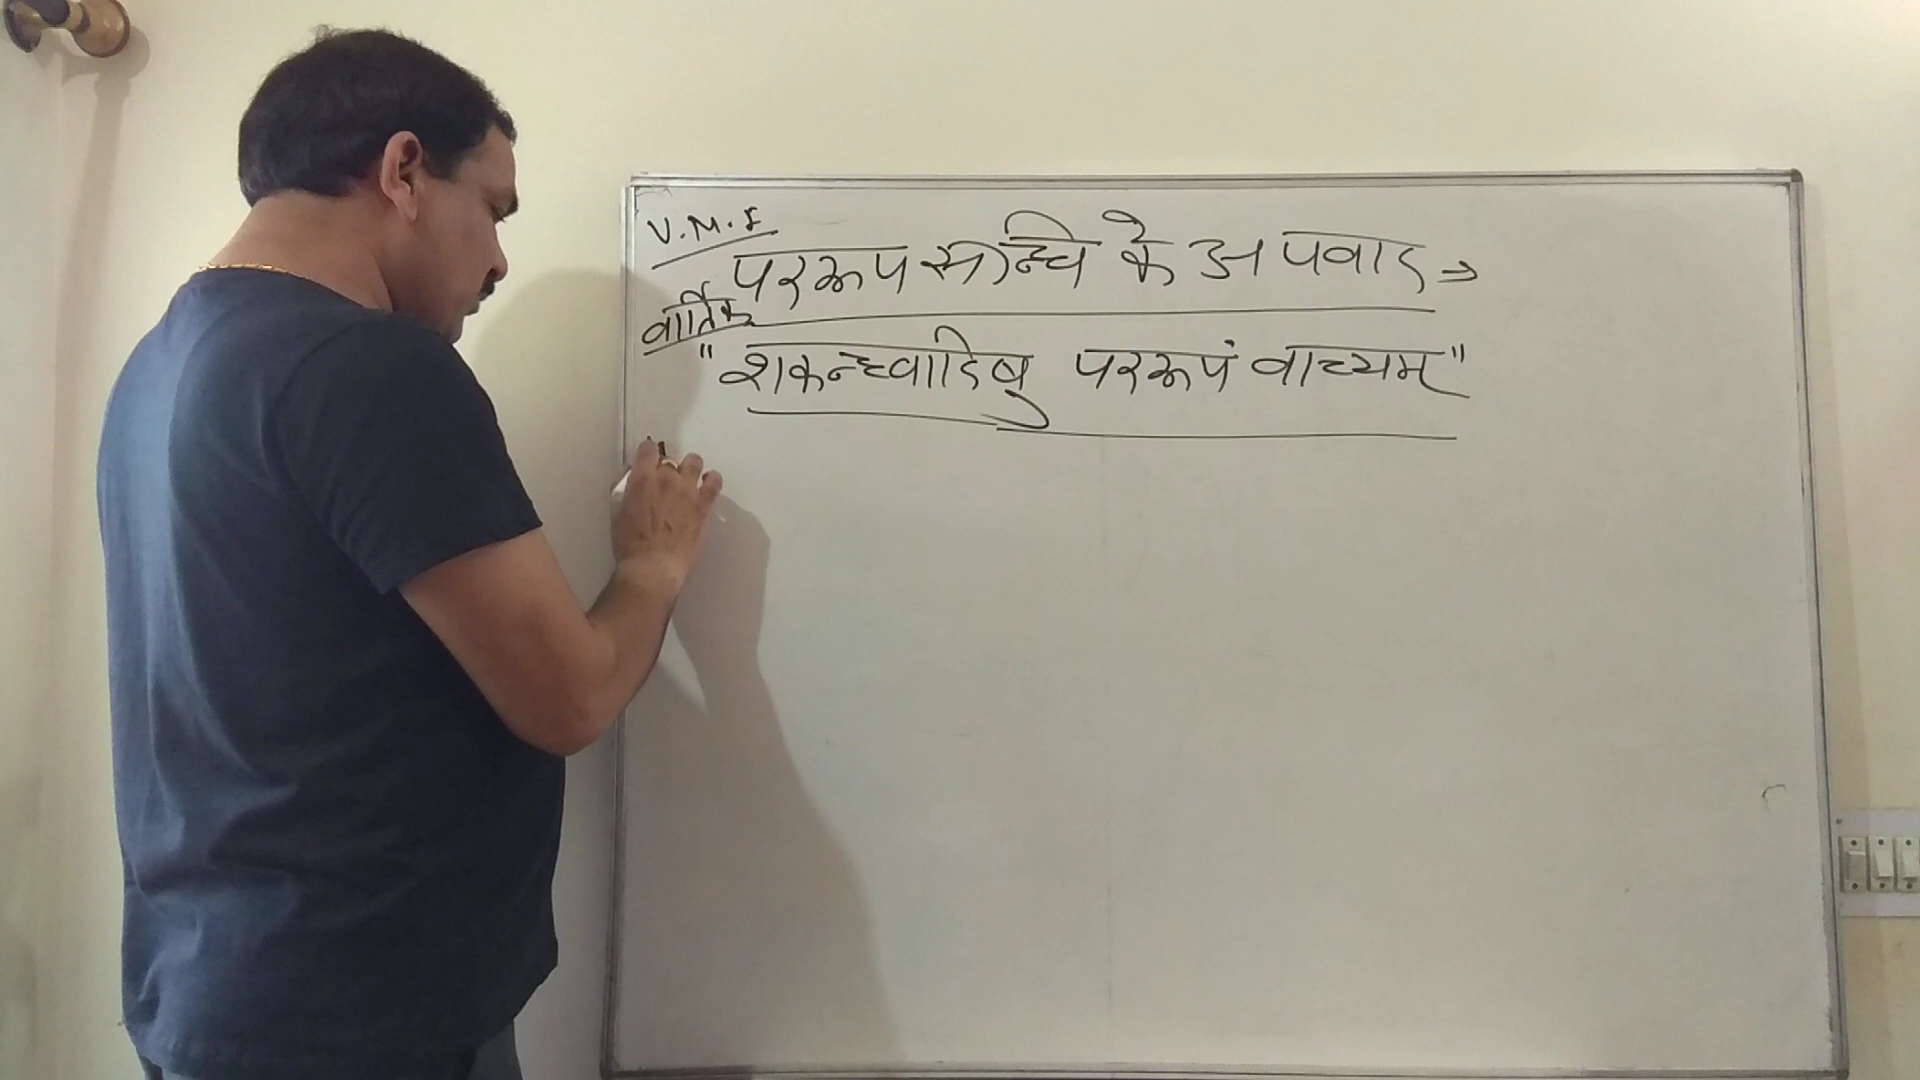 V.M.I
पररूप सन्धि के अपवाद →
वार्तिक
"शकन्ध्वादिषु पररूपं वाच्यम्"